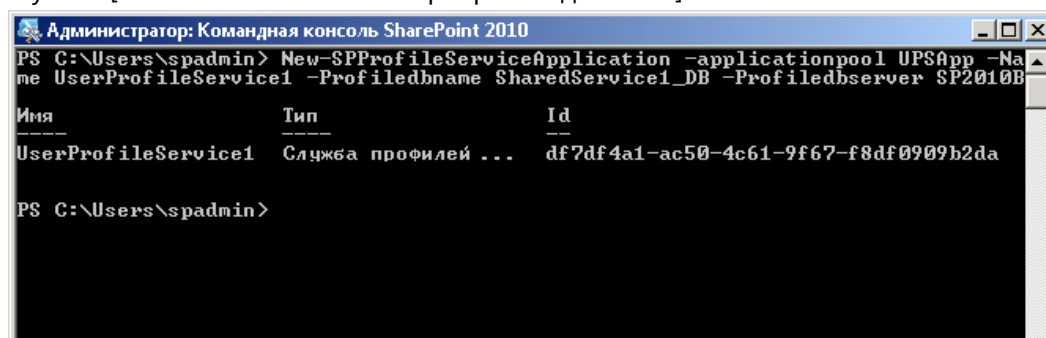 Администратор: Командная консоль SharePoint 2010
PS C:\Users\spadmin> New-SPProfileServiceApplication -applicationpool UPSApp -Na
me UserProfileService1 -Profiledbname SharedService1_DB -Profiledbserver SP2010B
Имя Тип Id
---- ---- --
UserProfileService1 Служба профилей ... df7df4a1-ac50-4c61-9f67-f8df0909b2da
PS C:\Users\spadmin>